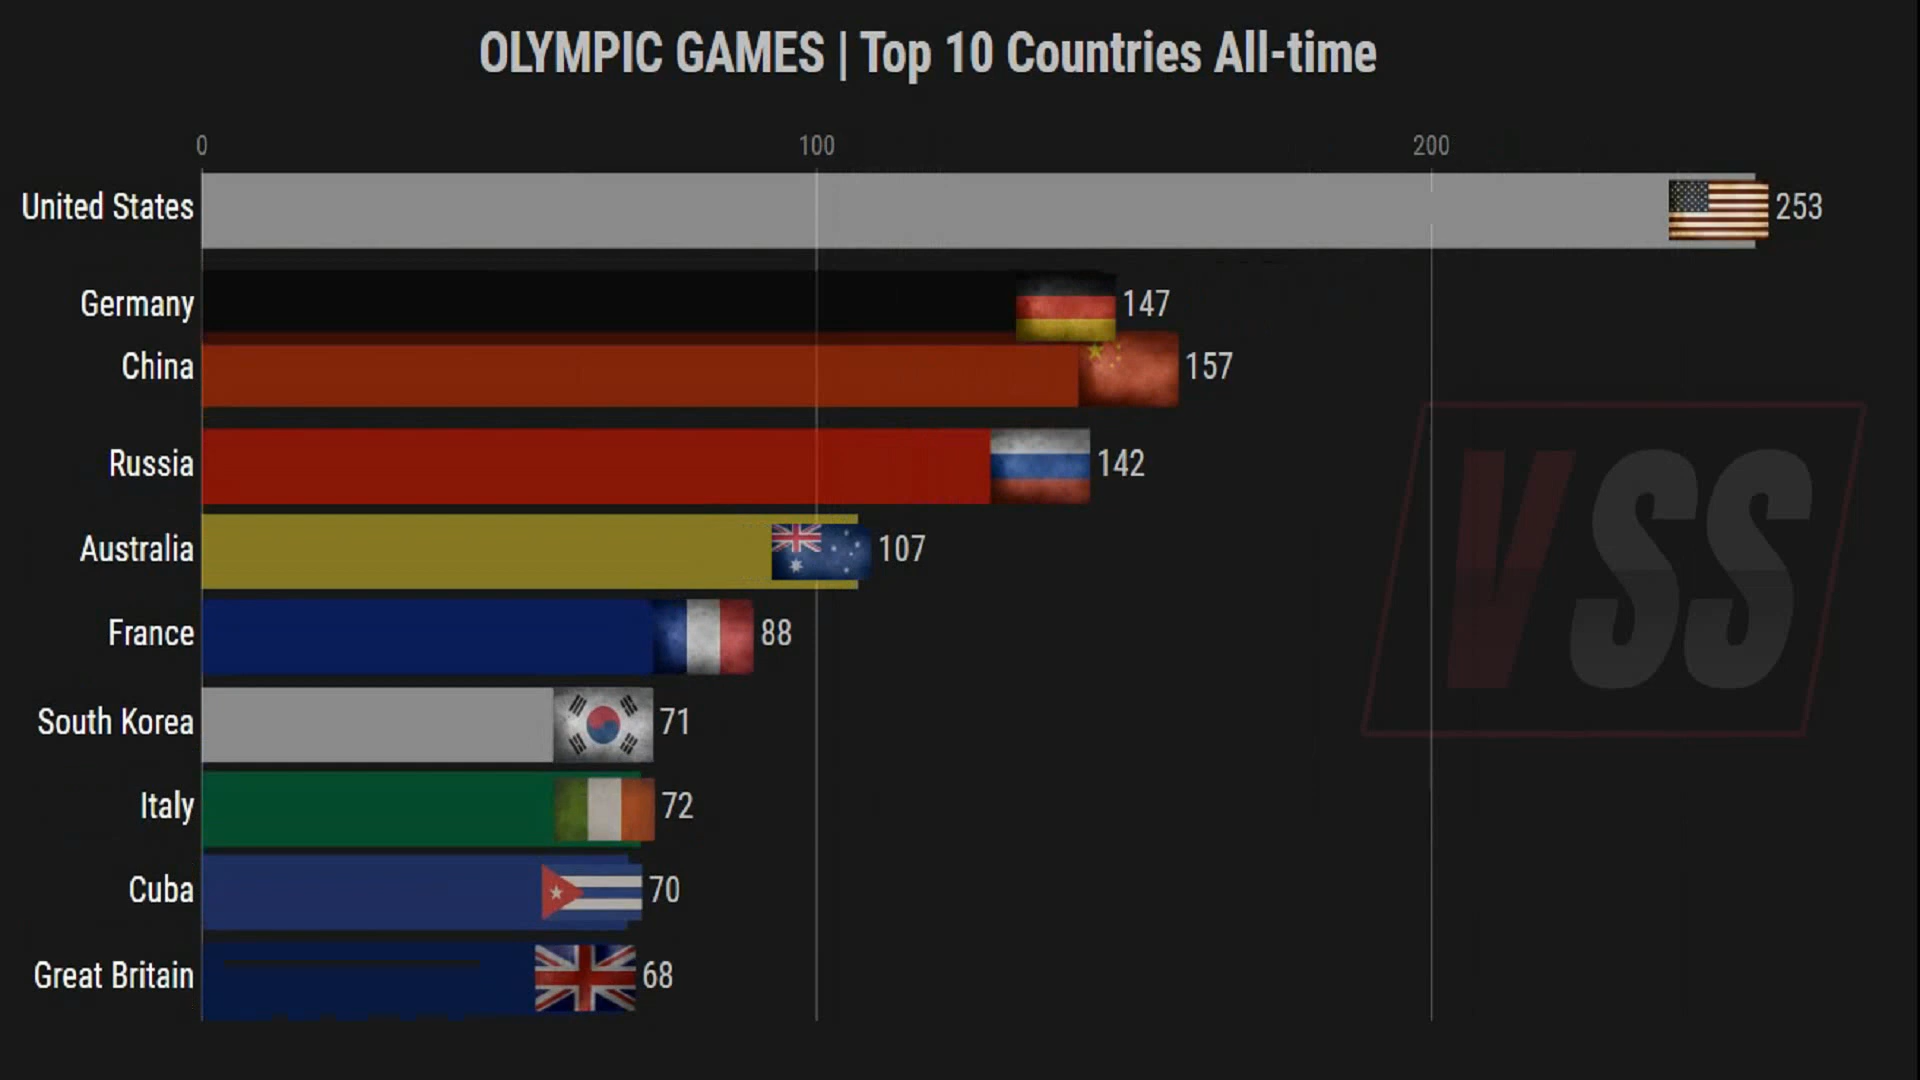 OLYMPIC GAMES | Top 10 Countries All-time
0 100 200
United States 253
Germany 147
China 157
Russia 142
Australia 107
France 88
South Korea 71
Italy 72
Cuba 70
Great Britain 68
VSS